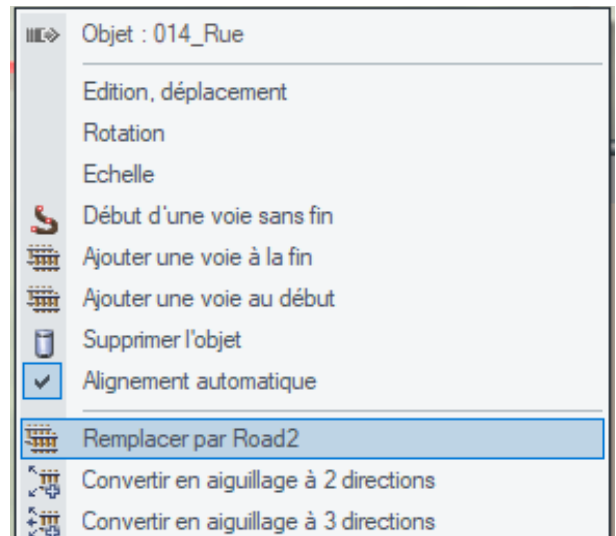 Objet : 014_Rue
Edition, déplacement
Rotation
Echelle
Début d'une voie sans fin
Ajouter une voie à la fin
Ajouter une voie au début
Supprimer l'objet
Alignement automatique
Remplacer par Road2
Convertir en aiguillage à 2 directions
Convertir en aiguillage à 3 directions